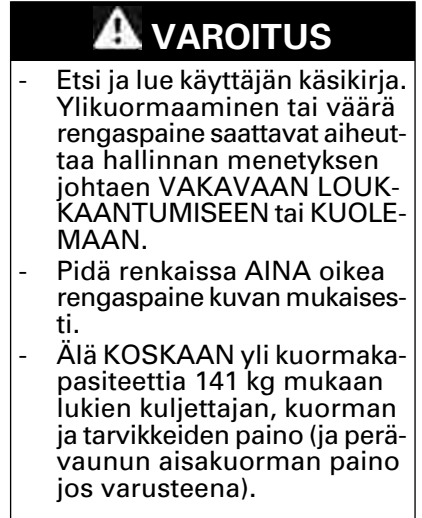 VAROITUS
- Etsi ja lue käyttäjän käsikirja.
Ylikuormaaminen tai väärä
rengaspaine saattavat aiheut-
taa hallinnan menetyksen
johtaen VAKAVAAN LOUK-
KAANTUMISEEN tai KUOLE-
MAAN.
- Pidä renkaissa AINA oikea
rengaspaine kuvan mukaises-
ti.
- Älä KOSKAAN yli kuormaka-
pasiteettia 141 kg mukaan
lukien kuljettajan, kuorman
ja tarvikkeiden paino (ja perä-
vaunun aisakuorman paino
jos varusteena).